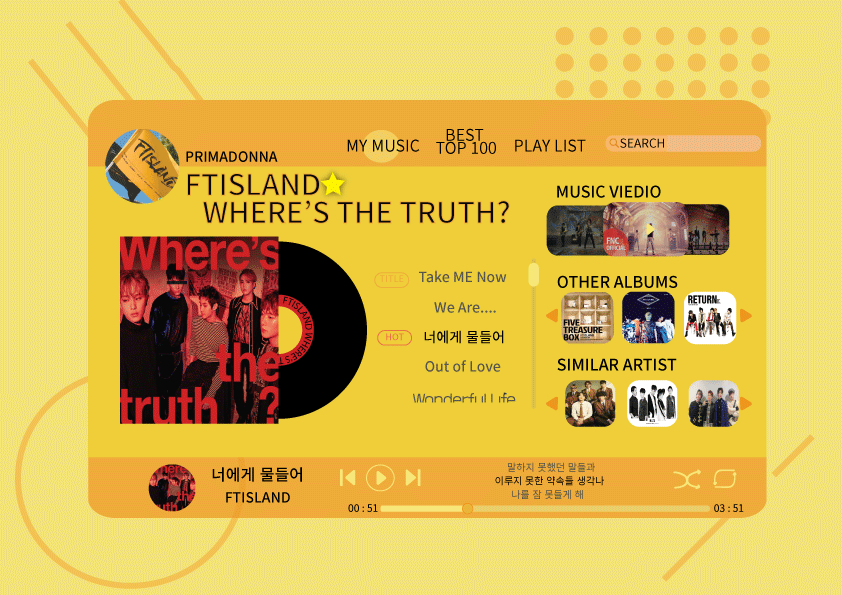 FTISLAND
PRIMADONNA
MY MUSIC
BEST
TOP 100
PLAY LIST
SEARCH
FTISLAND
WHERE'S THE TRUTH?
Where's
the
truth ?
FTISLAND WHERE'S
TITLE
Take ME Now
We Are....
HOT
너에게 물들어
Out of Love
Wonderful Life
MUSIC VIEDIO
FNC
OFFICIAL
OTHER ALBUMS
FIVE
TREASURE
BOX
RETURN
SIMILAR ARTIST
너에게 물들어
FTISLAND
말하지 못했던 말들과
이루지 못한 약속들 생각나
나를 잠 못들게 해
00 : 51
03 : 51